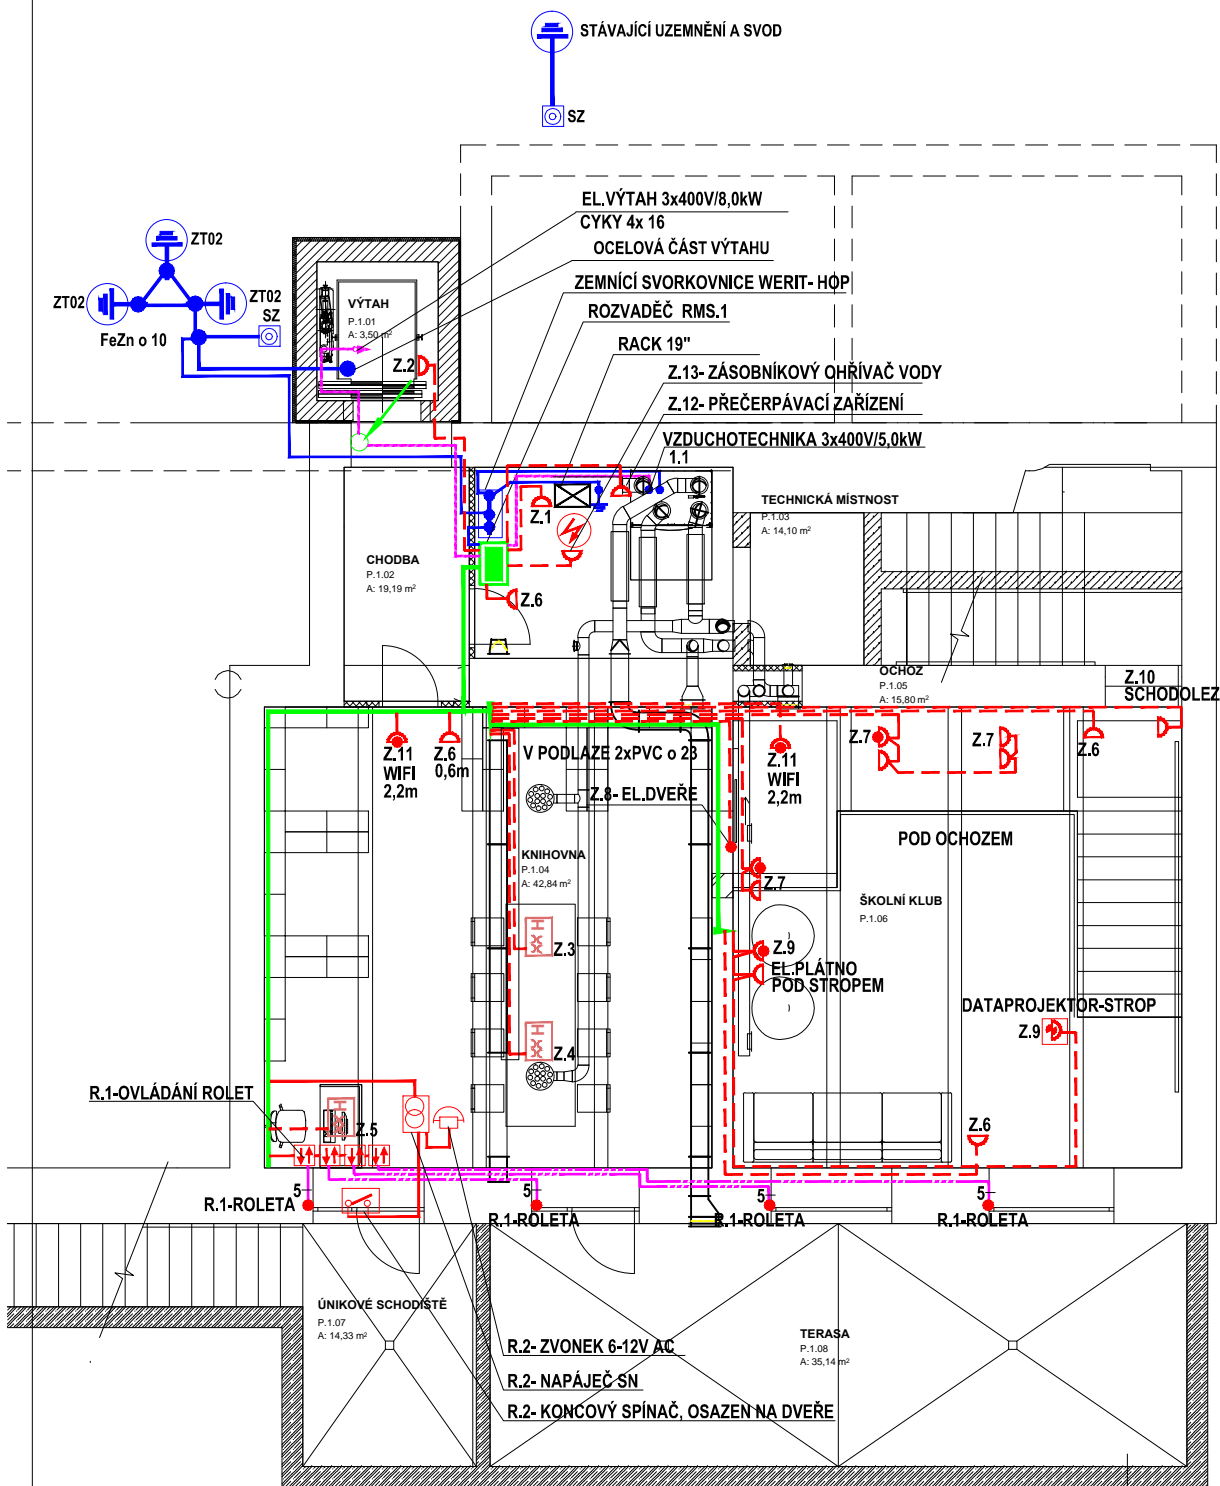 STÁVAJÍCÍ UZEMNĚNÍ A SVOD
SZ
EL.VÝTAH 3x400V/8,0kW
CYKY 4x 16
OCELOVÁ ČÁST VÝTAHU
ZEMNÍCÍ SVORKOVNICE WERIT- HOP
ROZVADĚČ RMS.1
RACK 19"
Z.13- ZÁSOBNÍKOVÝ OHŘÍVAČ VODY
Z.12- PŘEČERPÁVACÍ ZAŘÍZENÍ
VZDUCHOTECHNIKA 3x400V/5,0kW
1.1
ZT02
ZT02
ZT02
SZ
FeZn o 10
VÝTAH
P.1.01
A: 3,50 m²
Z.2
TECHNICKÁ MÍSTNOST
P.1.03
A: 14,10 m²
Z.1
CHODBA
P.1.02
A: 19,19 m²
Z.6
OCHOZ
P.1.05
A: 15,80 m²
Z.10
SCHODOLEZ
Z.11
WIFI
2,2m
Z.6
0,6m
V PODLAZE 2xPVC o 23
Z.11
WIFI
2,2m
Z.7
Z.7
Z.6
Z.8- EL.DVEŘE
POD OCHOZEM
KNIHOVNA
P.1.04
A: 42,84 m²
Z.7
ŠKOLNÍ KLUB
P.1.06
Z.3
Z.9
EL.PLÁTNO
POD STROPEM
DATAPROJEKTOR-STROP
Z.9
Z.4
R.1-OVLÁDÁNÍ ROLET
Z.5
Z.6
5
R.1-ROLETA
5
R.1-ROLETA
5
R.1-ROLETA
5
R.1-ROLETA
ÚNIKOVÉ SCHODIŠTĚ
P.1.07
A: 14,33 m²
TERASA
P.1.08
A: 35,14 m²
R.2- ZVONEK 6-12V AC
R.2- NAPÁJEČ SN
R.2- KONCOVÝ SPÍNAČ, OSAZEN NA DVEŘE